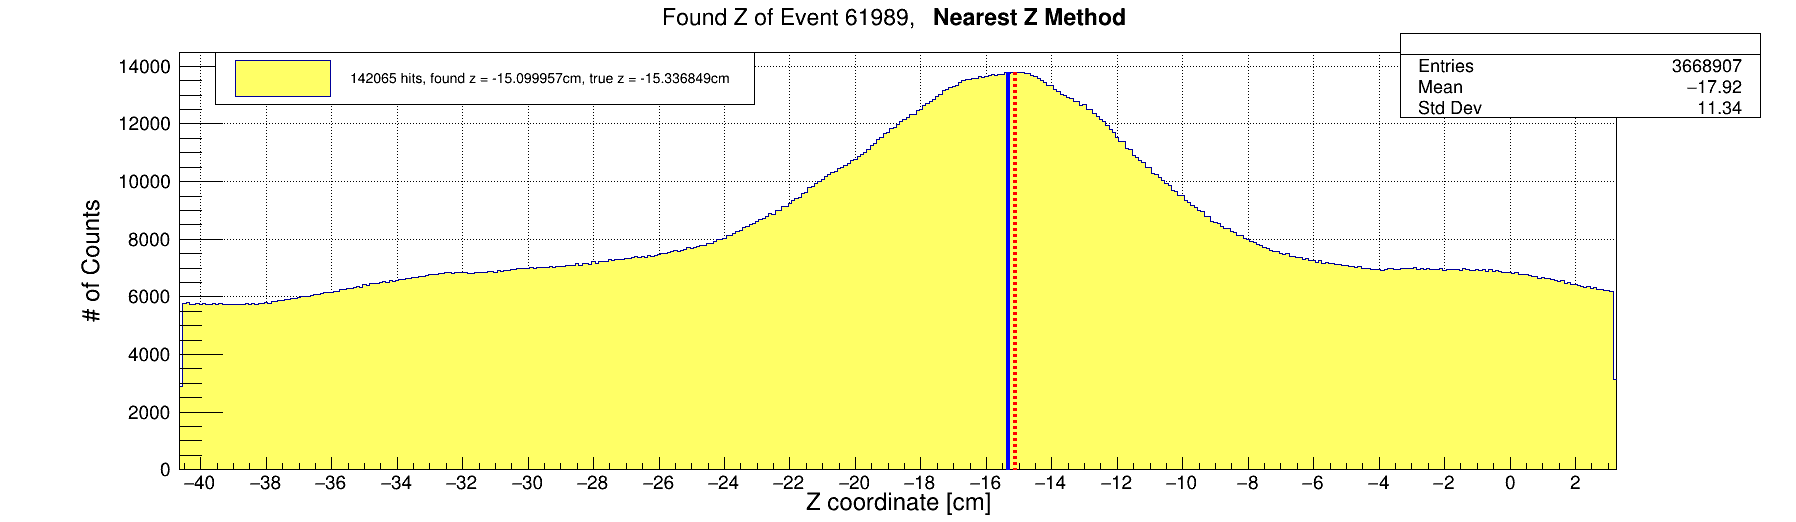 Found Z of Event 61989, Nearest Z Method
142065 hits, found z = -15.099957cm, true z = -15.336849cm
Entries 3668907
Mean −17.92
Std Dev 11.34
# of Counts
14000
12000
10000
8000
6000
4000
2000
0
−40 −38 −36 −34 −32 −30 −28 −26 −24 −22 −20 −18 −16 −14 −12 −10 −8 −6 −4 −2 0 2
Z coordinate [cm]